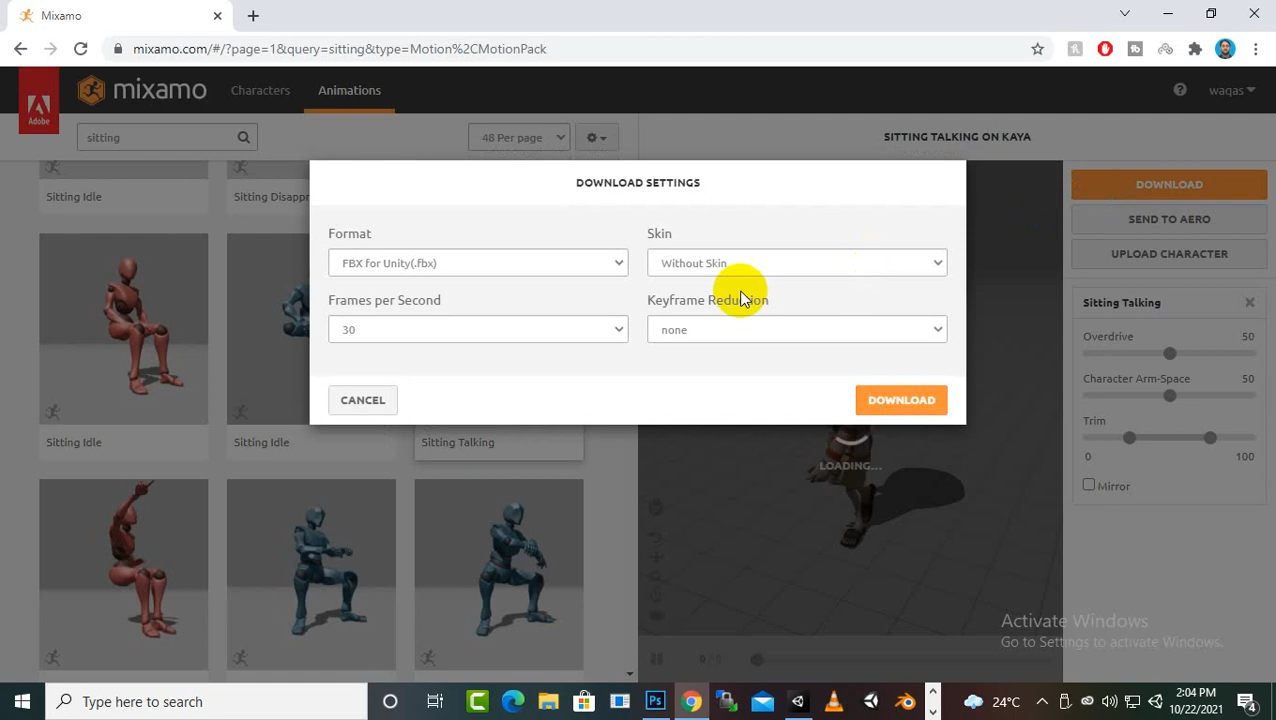 Mixamo
mixamo.com/#/?page=1&query=sitting&type=Motion%2CMotionPack
Adobe
mixamo
Characters
Animations
waqas
sitting
48 Per page
SITTING TALKING ON KAYA
DOWNLOAD SETTINGS
DOWNLOAD
Sitting Idle
Sitting Disappr
SEND TO AERO
Format
Skin
UPLOAD CHARACTER
FBX for Unity(.fbx)
Without Skin
Frames per Second
Keyframe Reduction
Sitting Talking
30
none
Overdrive
50
Character Arm-Space
50
CANCEL
DOWNLOAD
Trim
Sitting Idle
Sitting Idle
Sitting Talking
0
100
LOADING...
Mirror
Activate Windows
Go to Settings to activate Windows.
Type here to search
24°C
2:04 PM
10/22/2021
4